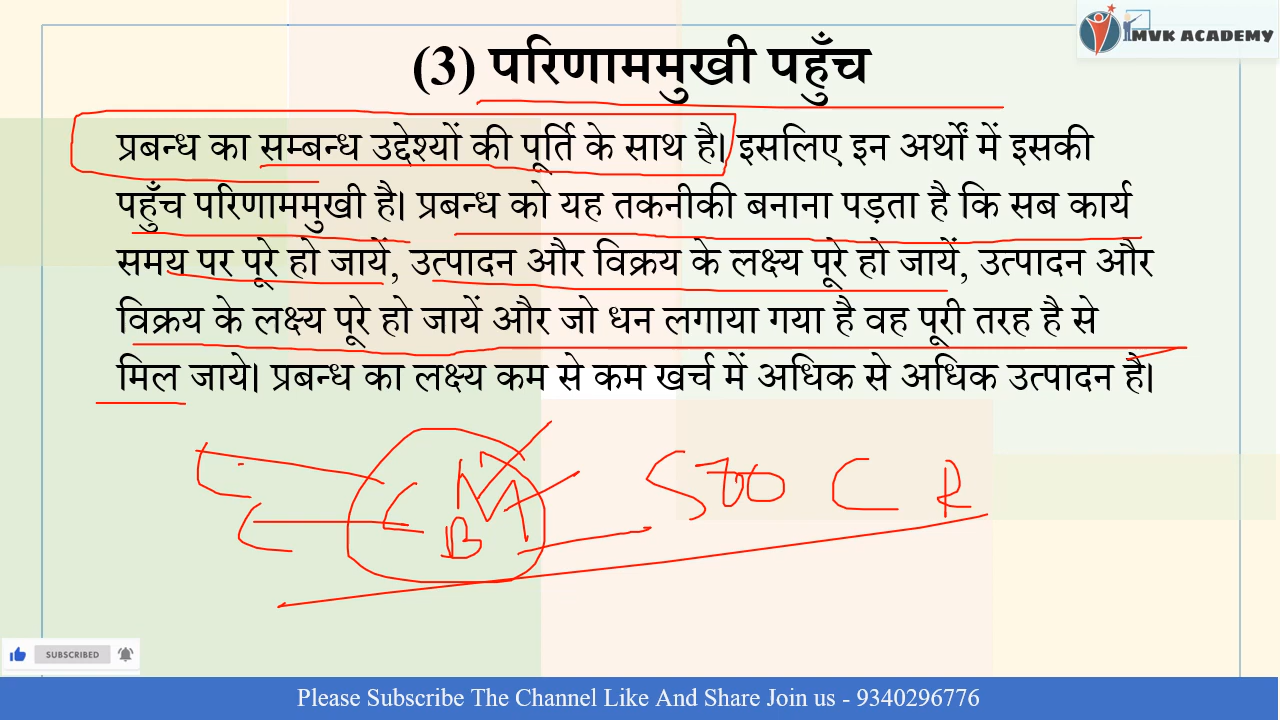 MVK ACADEMY
(3) परिणाममुखी पहुँच
प्रबन्ध का सम्बन्ध उद्देश्यों की पूर्ति के साथ है। इसलिए इन अर्थों में इसकी
पहुँच परिणाममुखी है। प्रबन्ध को यह तकनीकी बनाना पड़ता है कि सब कार्य
समय पर पूरे हो जायें, उत्पादन और विक्रय के लक्ष्य पूरे हो जायें, उत्पादन और
विक्रय के लक्ष्य पूरे हो जायें और जो धन लगाया गया है वह पूरी तरह है से
मिल जाये। प्रबन्ध का लक्ष्य कम से कम खर्च में अधिक से अधिक उत्पादन है।
500 C R
B
SUBSCRIBED
Please Subscribe The Channel Like And Share Join us - 9340296776